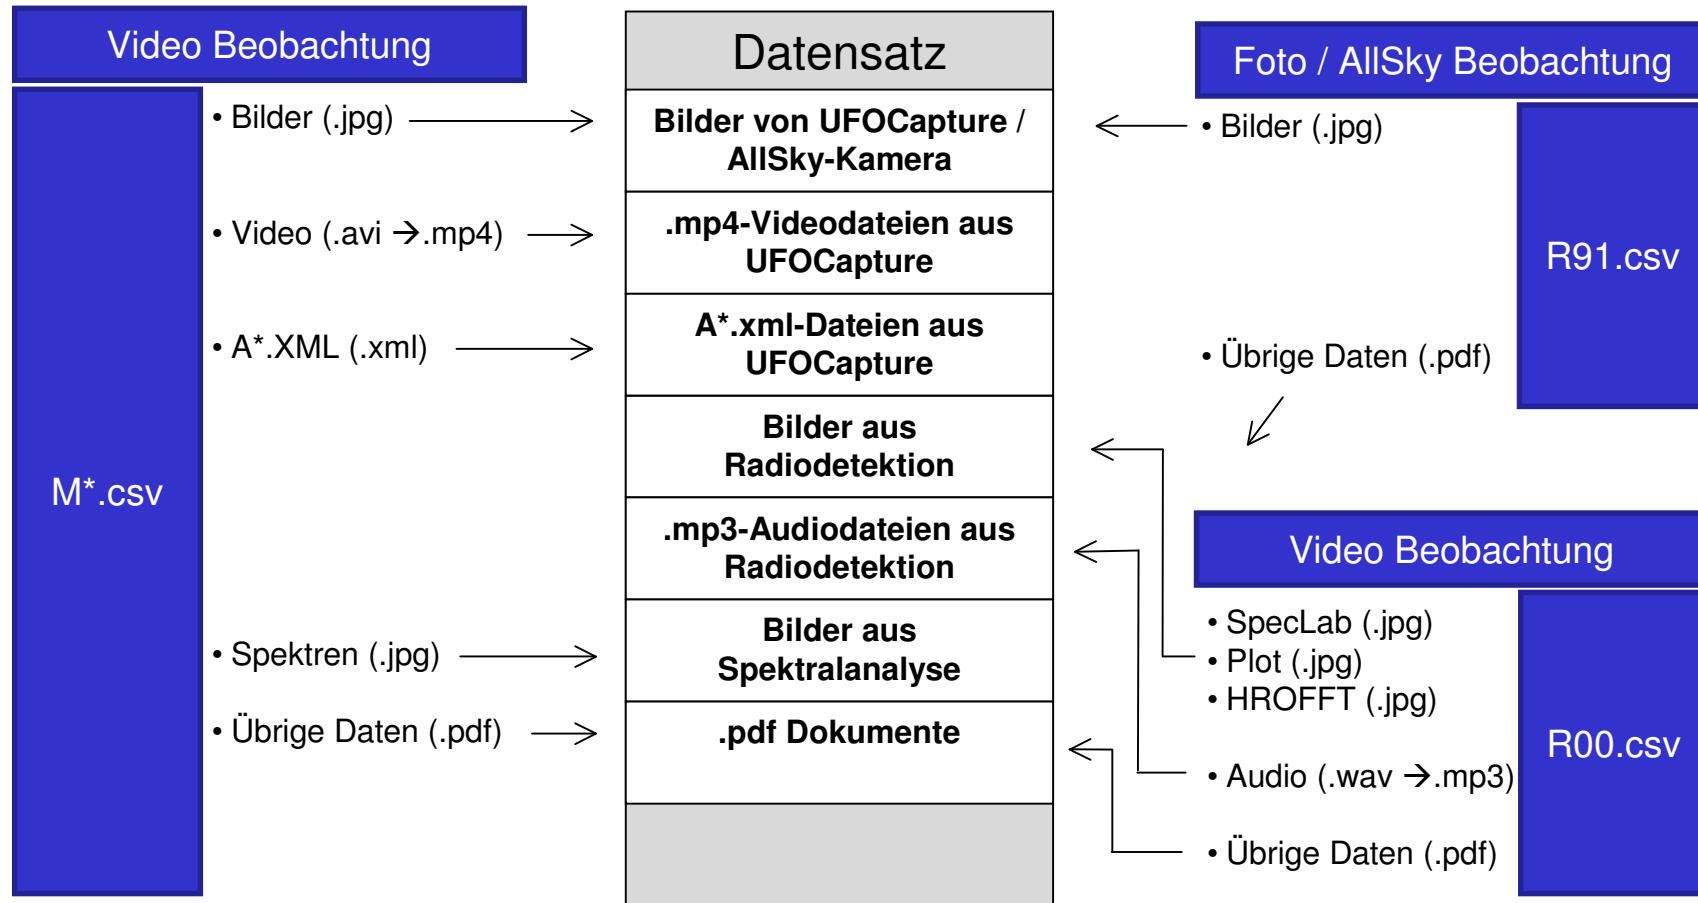 Video Beobachtung
M*.csv
• Bilder (.jpg)
• Video (.avi →.mp4)
• A*.XML (.xml)
• Spektren (.jpg)
• Übrige Daten (.pdf)
Datensatz
Bilder von UFOCapture /
AllSky-Kamera
.mp4-Videodateien aus
UFOCapture
A*.xml-Dateien aus
UFOCapture
Bilder aus
Radiodetektion
.mp3-Audiodateien aus
Radiodetektion
Bilder aus
Spektralanalyse
.pdf Dokumente
Foto / AllSky Beobachtung
• Bilder (.jpg)
• Übrige Daten (.pdf)
R91.csv
Video Beobachtung
• SpecLab (.jpg)
• Plot (.jpg)
• HROFFT (.jpg)
• Audio (.wav →.mp3)
• Übrige Daten (.pdf)
R00.csv